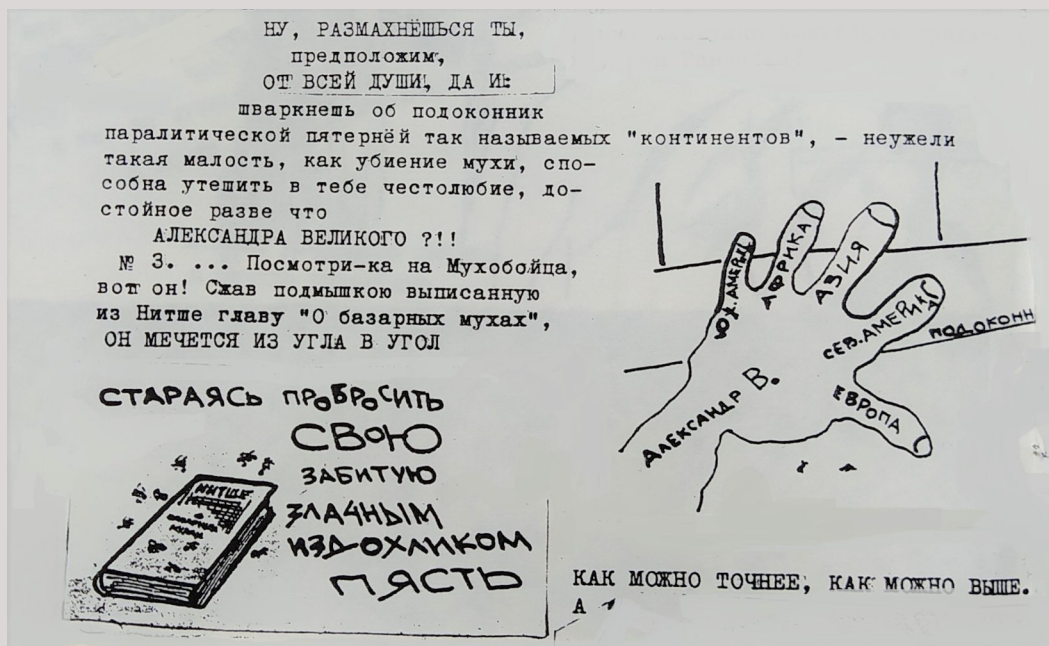 НУ, РАЗМАХНЁШЬСЯ ТЫ,
предположим,
ОТ ВСЕЙ ДУШИ, ДА И
шваркнешь об подоконник
паралитической пятернёй так называемых "континентов", – неужели
такая малость, как убиение мухи, спо-
собна утешить в тебе честолюбие, до-
стойное разве что
АЛЕКСАНДРА ВЕЛИКОГО ?!!
№ 3. ... Посмотри-ка на Мухобойца,
вот он! Сжав подмышкою выписанную
из Нитше главу "О базарных мухах",
ОН МЕЧЕТСЯ ИЗ УГЛА В УГОЛ
СТАРАЯСЬ ПРОБРОСИТЬ
СВОЮ
ЗАБИТУЮ
ЗЛАЧНЫМ
ИЗДОХЛИКОМ
ПЯСТЬ
НИТШЕ
ЮЖ. АМЕРИ
АФРИКА
АЗИЯ
СЕВ. АМЕРИКА
ЕВРОПА
АЛЕКСАНДР В.
ПОДОКОНН
КАК МОЖНО ТОЧНЕЕ, КАК МОЖНО ВЫШЕ.
А